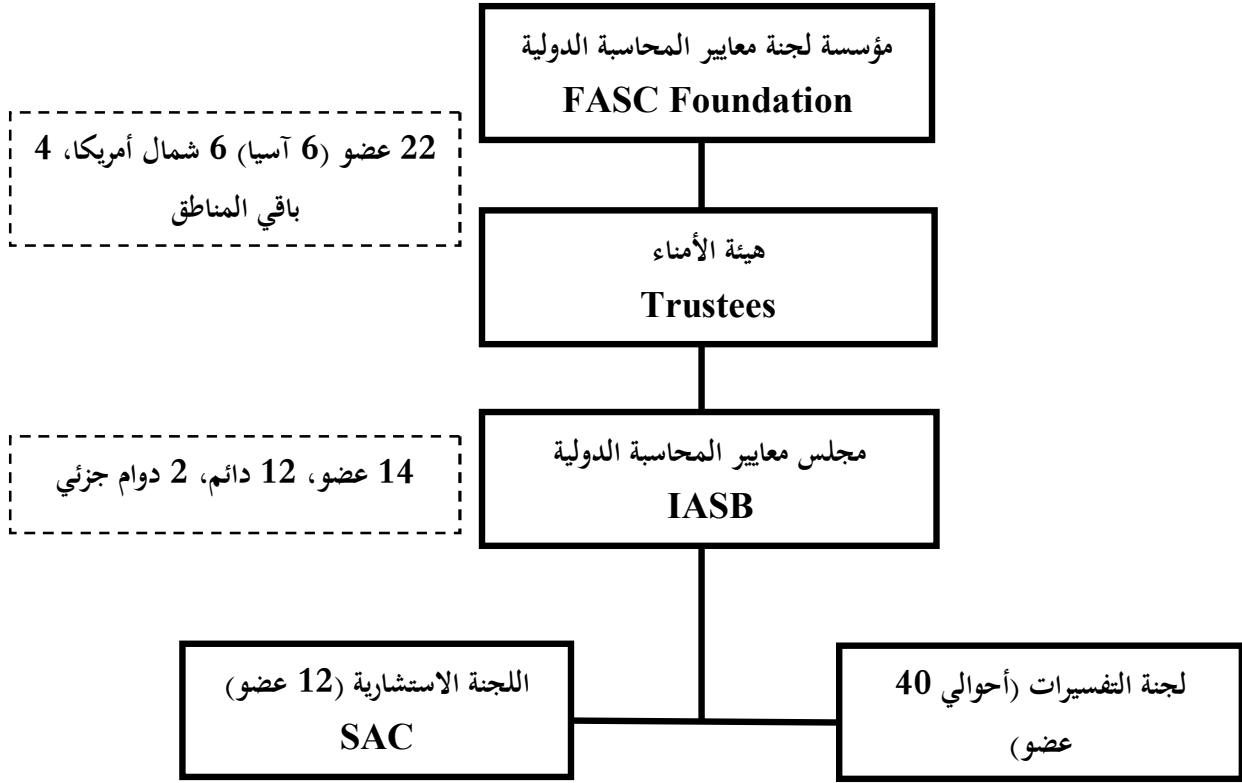 مؤسسة لجنة معايير المحاسبة الدولية
FASC Foundation
22 عضو (6 آسيا) 6 شمال أمريكا، 4
باقي المناطق
هيئة الأمناء
Trustees
مجلس معايير المحاسبة الدولية
IASB
14 عضو، 12 دائم، 2 دوام جزئي
لجنة التفسيرات (أحوالي 40
عضو)
اللجنة الاستشارية (12 عضو)
SAC